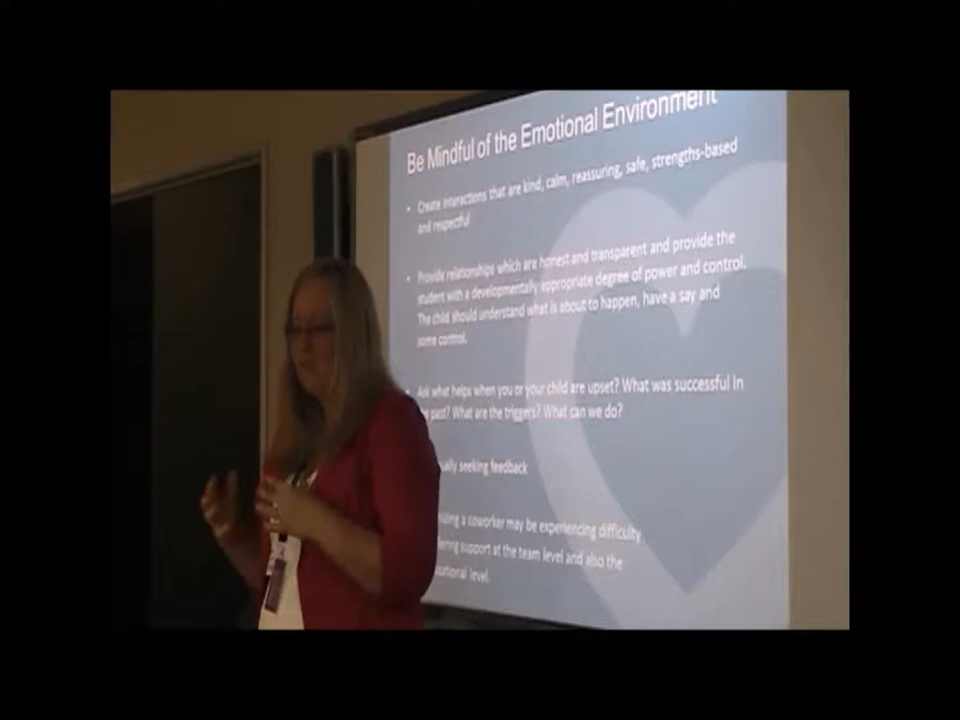 Be Mindful of the Emotional Environment
• Create interactions that are kind, calm, reassuring, safe, strengths-based
and respectful
• Provide relationships which are honest and transparent and provide the
student with a developmentally appropriate degree of power and control.
The child should understand what is about to happen, have a say and
some control.
• Ask what helps when you or your child are upset? What was successful in
past? What are the triggers? What can we do?
seeking feedback
a coworker may be experiencing difficulty
support at the team level and also the
level.